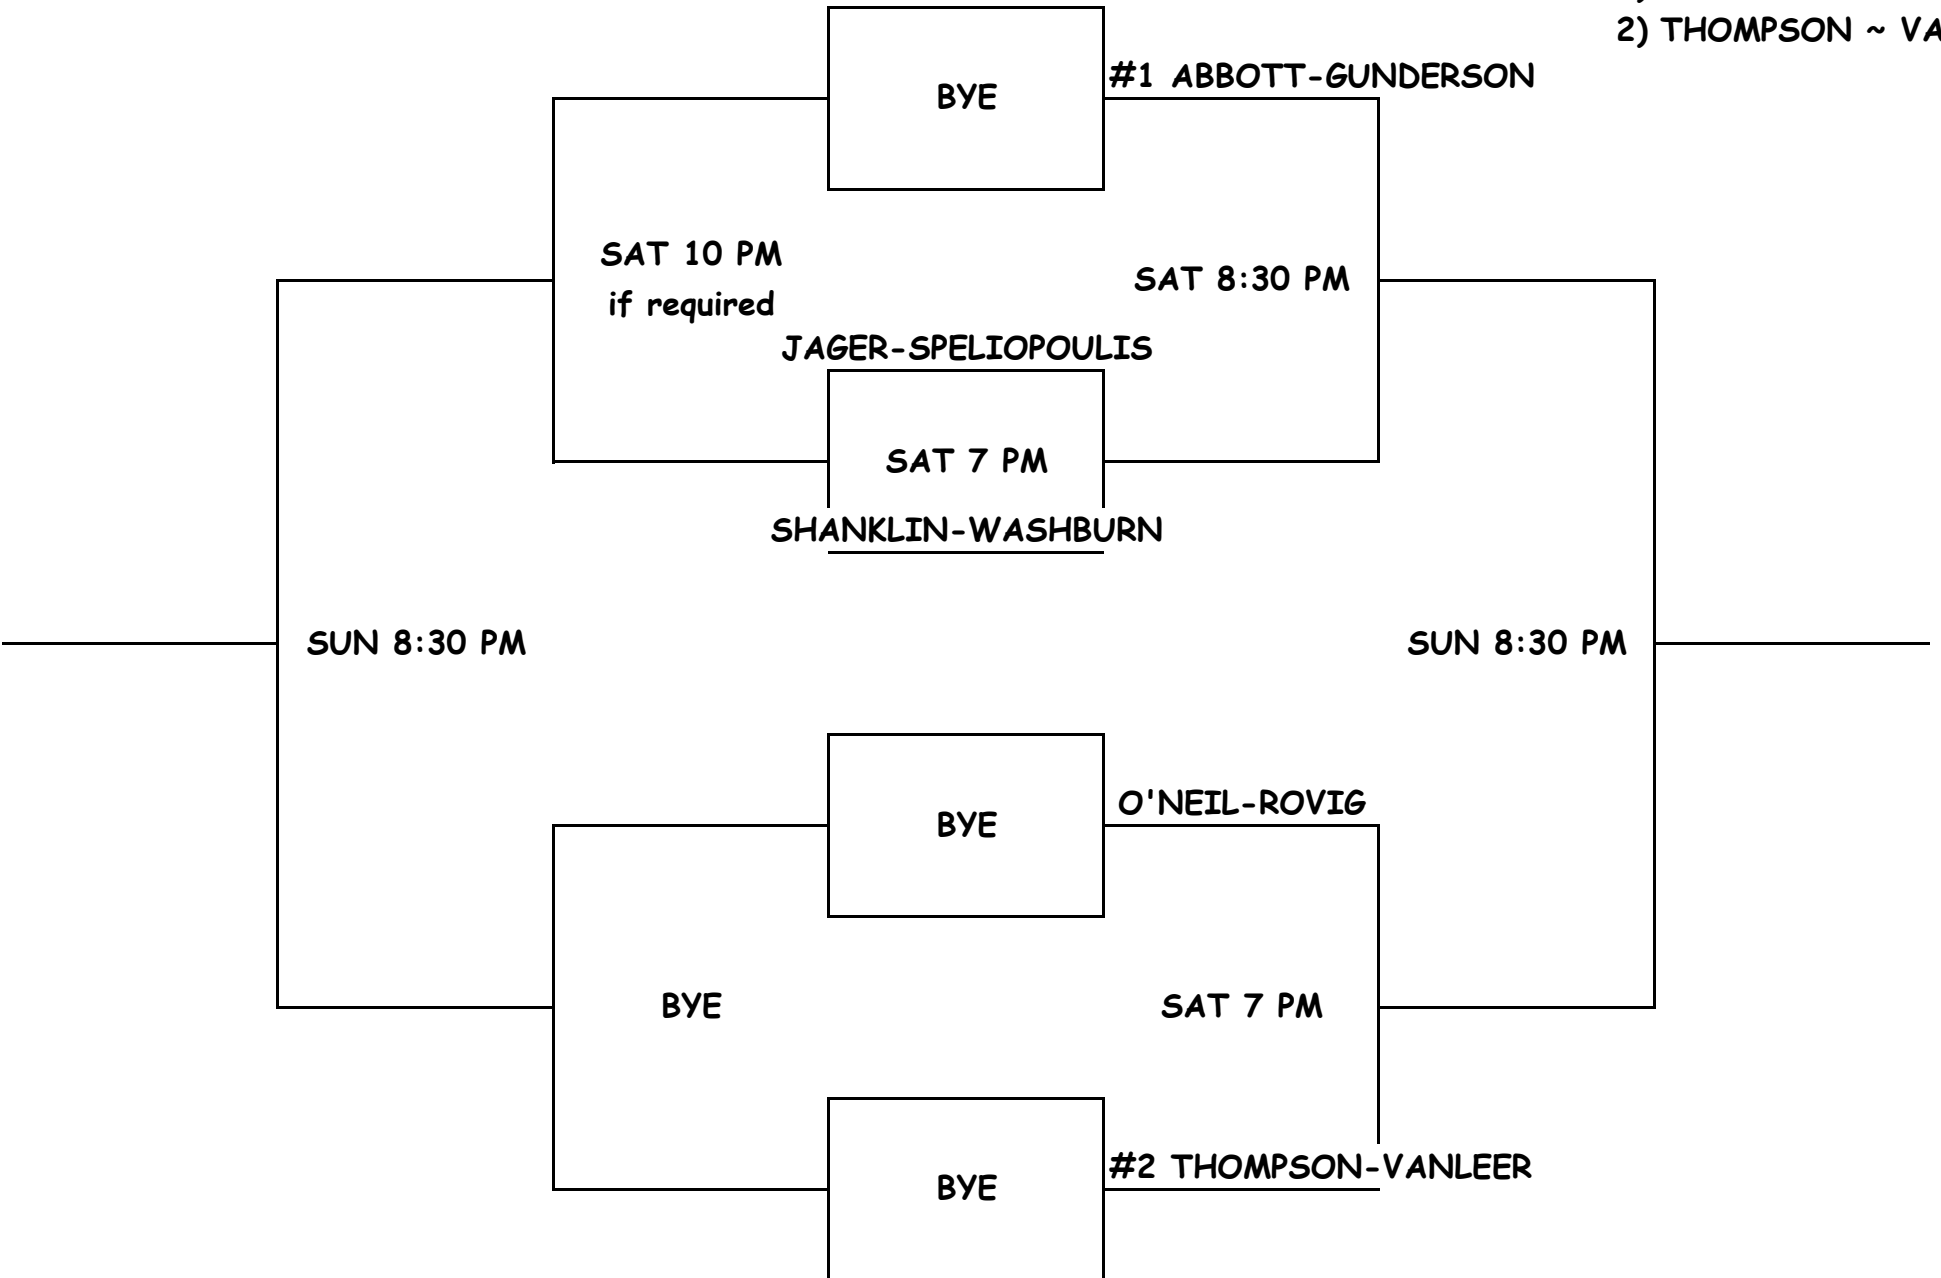 2) THOMPSON ~ VA
#1 ABBOTT-GUNDERSON
BYE
SAT 10 PM
if required
SAT 8:30 PM
JAGER-SPELIOPOULIS
SAT 7 PM
SHANKLIN-WASHBURN
SUN 8:30 PM
SUN 8:30 PM
O'NEIL-ROVIG
BYE
BYE
SAT 7 PM
#2 THOMPSON-VANLEER
BYE